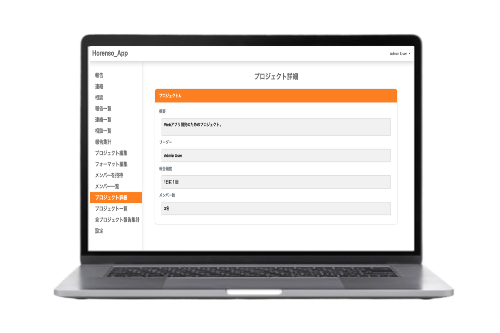 Horenso_App
Admin User
報告
連絡
相談
報告一覧
連絡一覧
相談一覧
報告集計
プロジェクト編集
フォーマット編集
メンバーを招待
メンバー一覧
プロジェクト詳細
プロジェクト一覧
全プロジェクト報告集計
設定
プロジェクト詳細
プロジェクトA
概要
Webアプリ開発のためのプロジェクト。
リーダー
Admin User
報告頻度
1日に1回
メンバー数